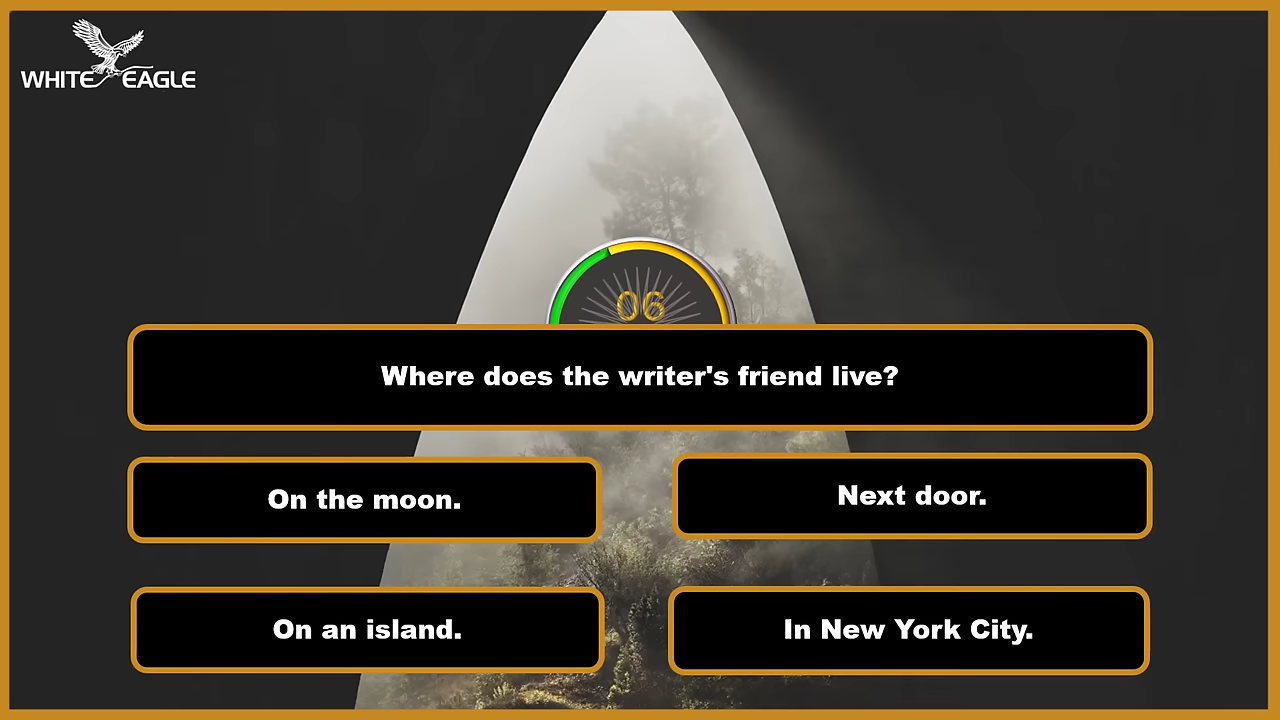 WHITE EAGLE
06
Where does the writer's friend live?
On the moon.
Next door.
On an island.
In New York City.